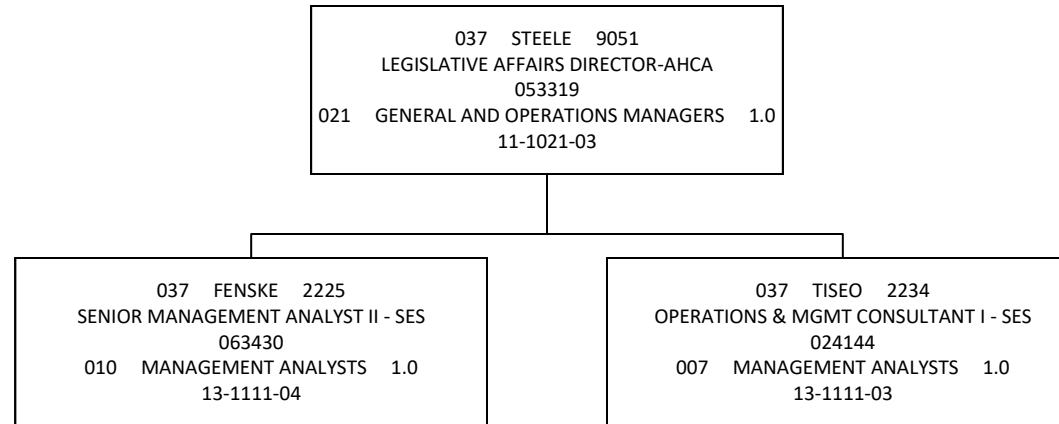 037 STEELE 9051
LEGISLATIVE AFFAIRS DIRECTOR-AHCA
053319
021 GENERAL AND OPERATIONS MANAGERS 1.0
11-1021-03
037 FENSKE 2225
SENIOR MANAGEMENT ANALYST II - SES
063430
010 MANAGEMENT ANALYSTS 1.0
13-1111-04
037 TISEO 2234
OPERATIONS & MGMT CONSULTANT I - SES
024144
007 MANAGEMENT ANALYSTS 1.0
13-1111-03